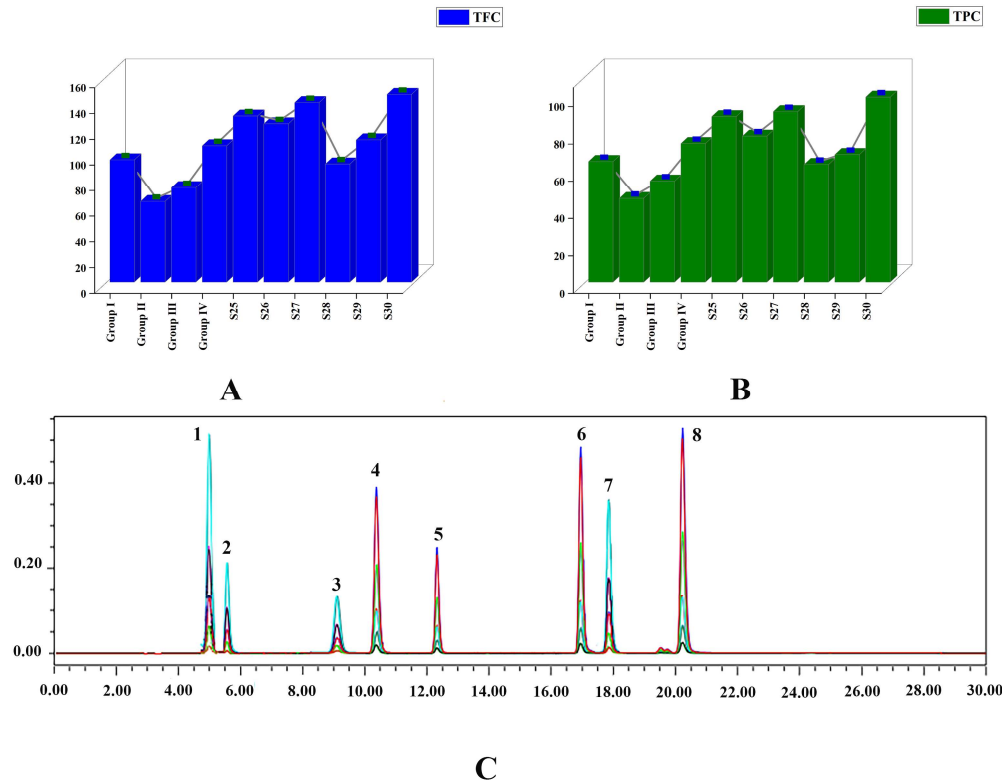 TFC
160
140
120
100
80
60
40
20
0
Group I
Group II
Group III
Group IV
S25
S26
S27
S28
S29
S30
A
TPC
100
80
60
40
20
0
Group I
Group II
Group III
Group IV
S25
S26
S27
S28
S29
S30
B
1
2
3
4
5
6
7
8
0.40
0.20
0.00
0.00 2.00 4.00 6.00 8.00 10.00 12.00 14.00 16.00 18.00 20.00 22.00 24.00 26.00 28.00 30.00
C